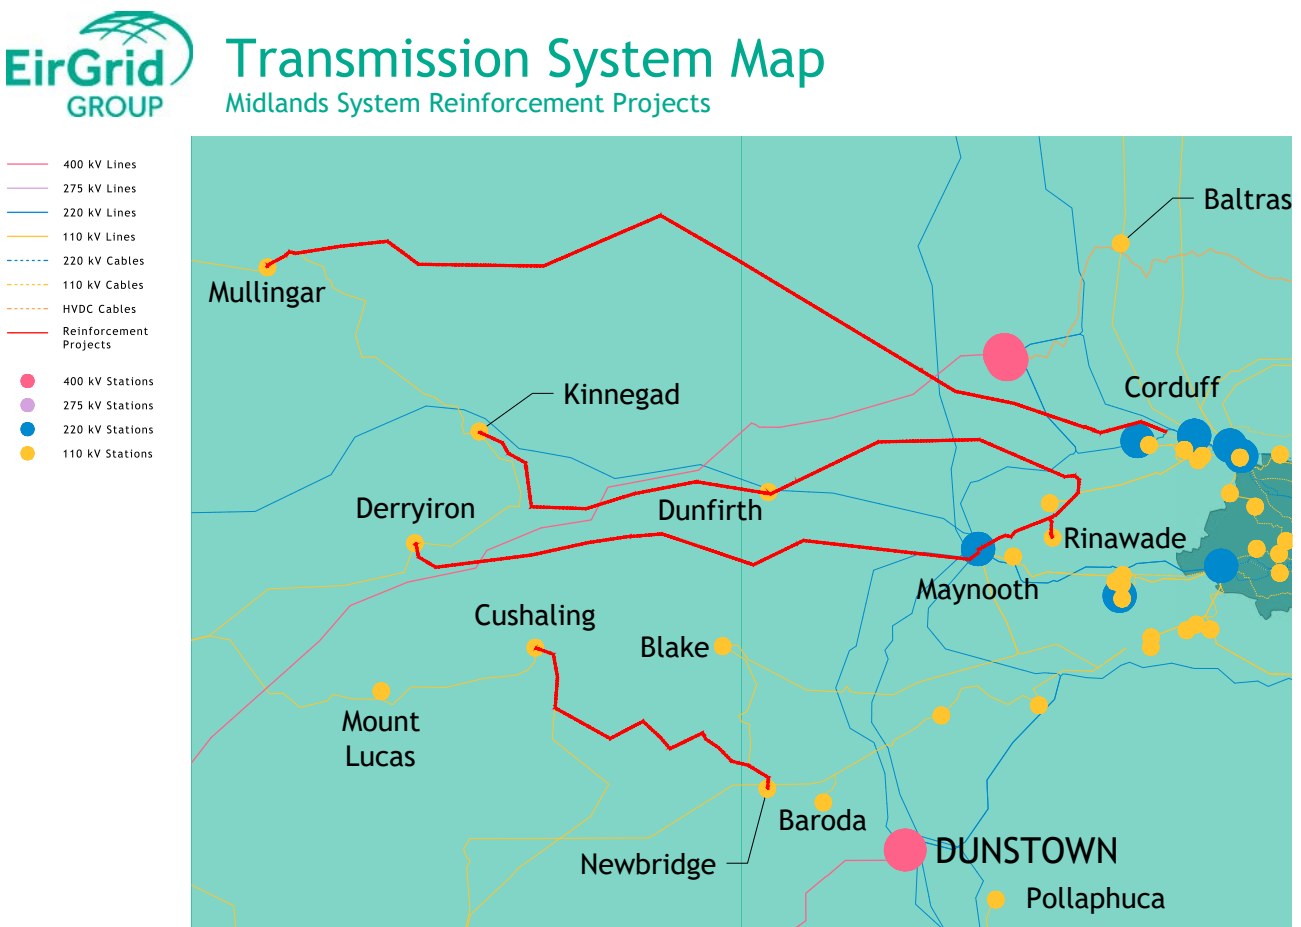 EirGrid
GROUP
Transmission System Map
Midlands System Reinforcement Projects
400 kV Lines
275 kV Lines
220 kV Lines
110 kV Lines
220 kV Cables
110 kV Cables
HVDC Cables
Reinforcement
Projects
400 kV Stations
275 kV Stations
220 kV Stations
110 kV Stations
Baltras
Mullingar
Corduff
Kinnegad
Derryiron
Dunfirth
Rinawade
Maynooth
Cushaling
Blake
Mount
Lucas
Baroda
Newbridge
DUNSTOWN
Pollaphuca